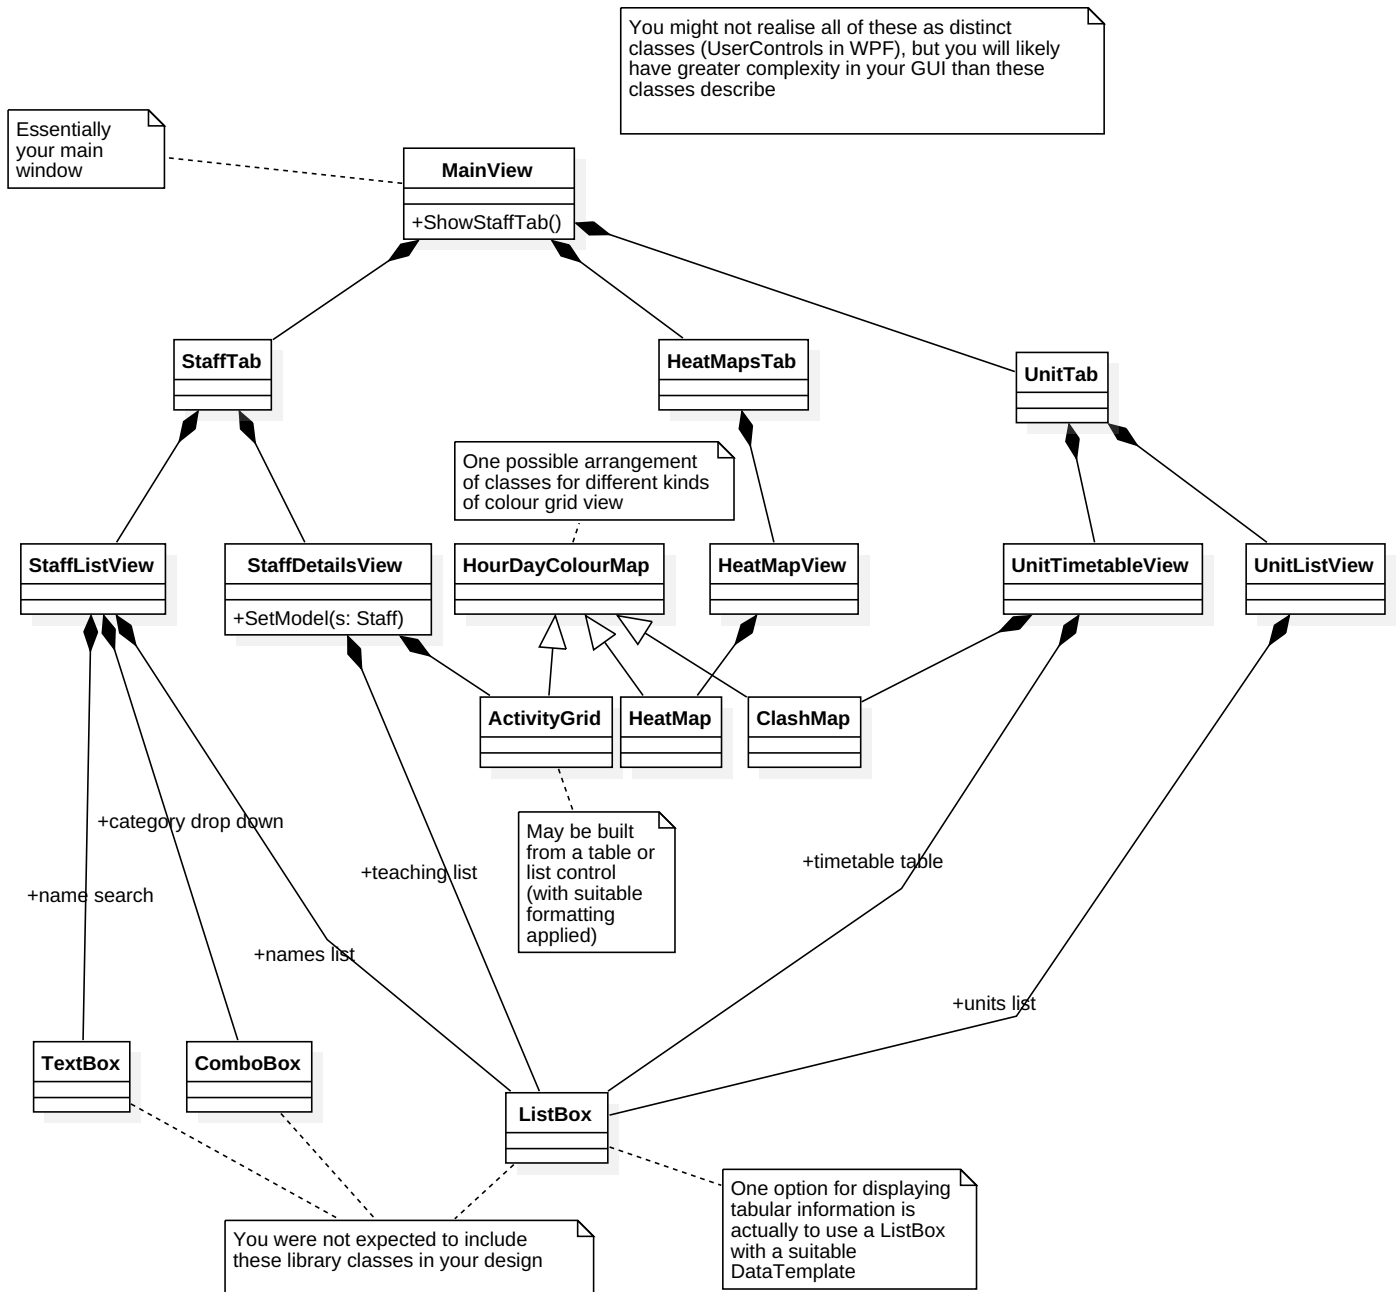 You might not realise all of these as distinct
classes (UserControls in WPF), but you will likely
have greater complexity in your GUI than these
classes describe
Essentially
your main
window
MainView
+ShowStaffTab()
StaffTab
HeatMapsTab
UnitTab
One possible arrangement
of classes for different kinds
of colour grid view
StaffListView
StaffDetailsView
+SetModel(s: Staff)
HourDayColourMap
HeatMapView
UnitTimetableView
UnitListView
ActivityGrid
HeatMap
ClashMap
+category drop down
+name search
+teaching list
+names list
May be built
from a table or
list control
(with suitable
formatting
applied)
+timetable table
+units list
TextBox
ComboBox
ListBox
You were not expected to include
these library classes in your design
One option for displaying
tabular information is
actually to use a ListBox
with a suitable
DataTemplate